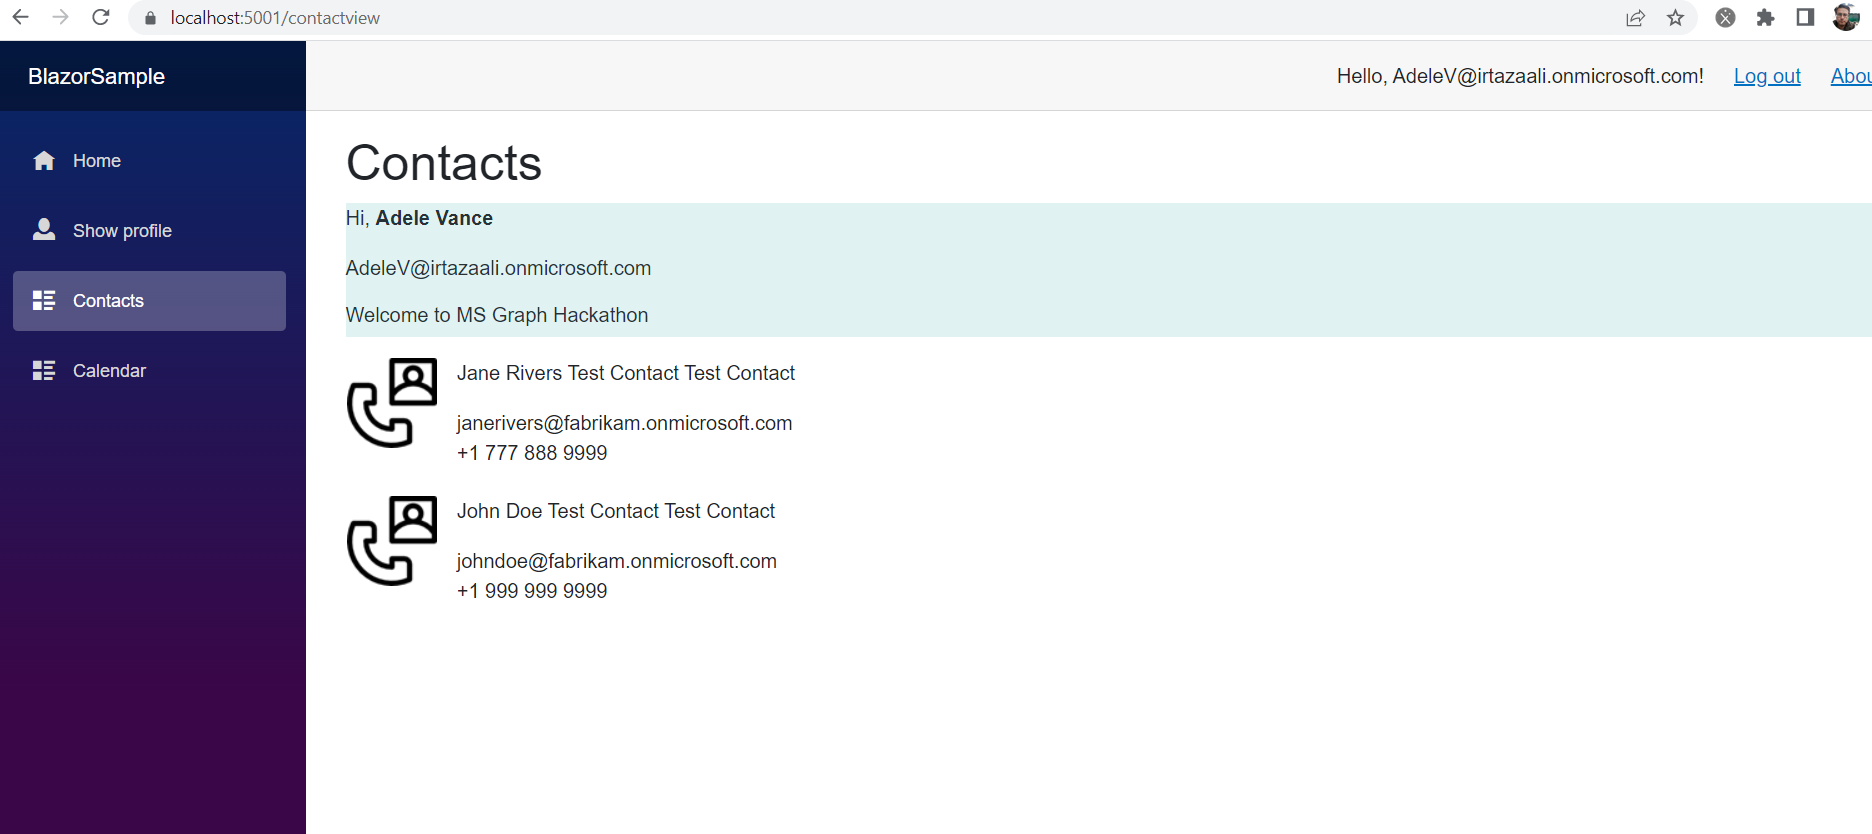 localhost:5001/contactview
BlazorSample
Hello, AdeleV@irtazaali.onmicrosoft.com! Log out Abou
Home
Show profile
Contacts
Calendar
Contacts
Hi, Adele Vance
AdeleV@irtazaali.onmicrosoft.com
Welcome to MS Graph Hackathon
Jane Rivers Test Contact Test Contact
janerivers@fabrikam.onmicrosoft.com
+1 777 888 9999
John Doe Test Contact Test Contact
johndoe@fabrikam.onmicrosoft.com
+1 999 999 9999